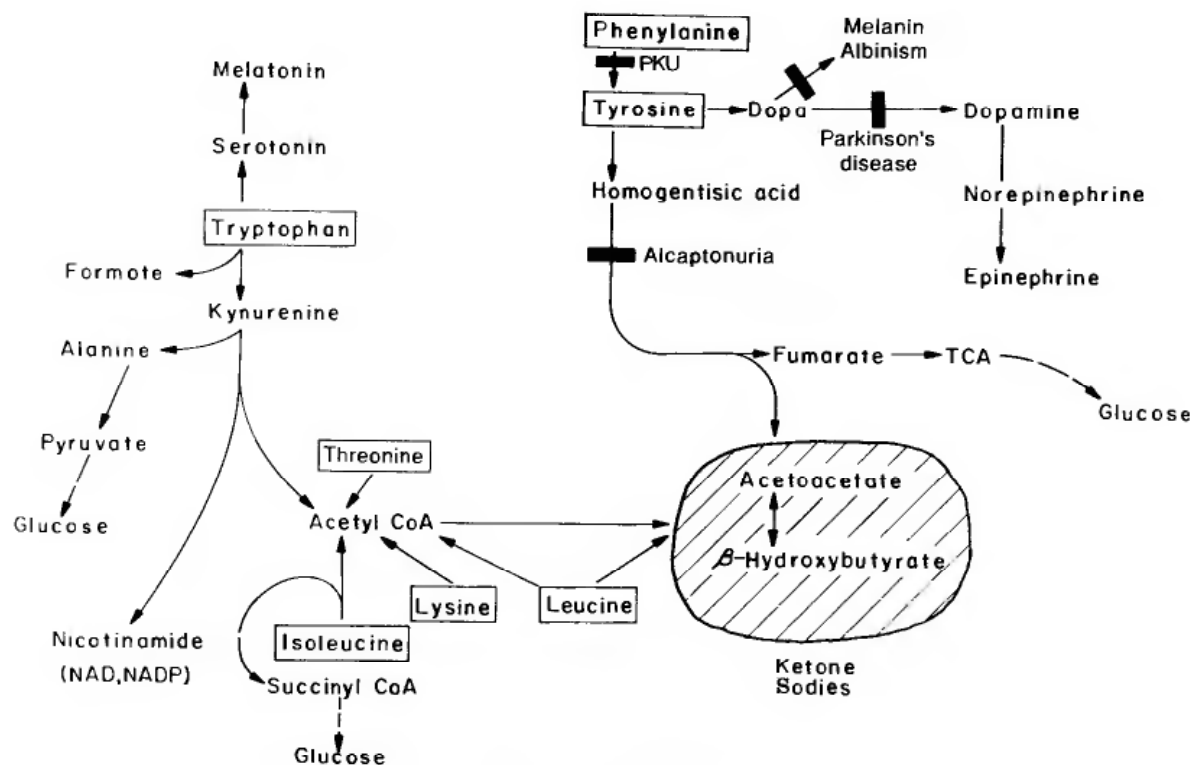 Phenylanine
PKU
Melanin
Albinism
Melatonin
Tyrosine
Dopa
Dopamine
Parkinson's
disease
Serotonin
Homogentisic acid
Norepinephrine
Tryptophan
Formote
Alcaptonuria
Epinephrine
Kynurenine
Alanine
Fumarate
TCA
Glucose
Pyruvate
Threonine
Acetoacetate
Glucose
Acetyl CoA
β-Hydroxybutyrate
Lysine
Leucine
Nicotinamide
(NAD,NADP)
Isoleucine
Succinyl CoA
Ketone
Sodies
Glucose